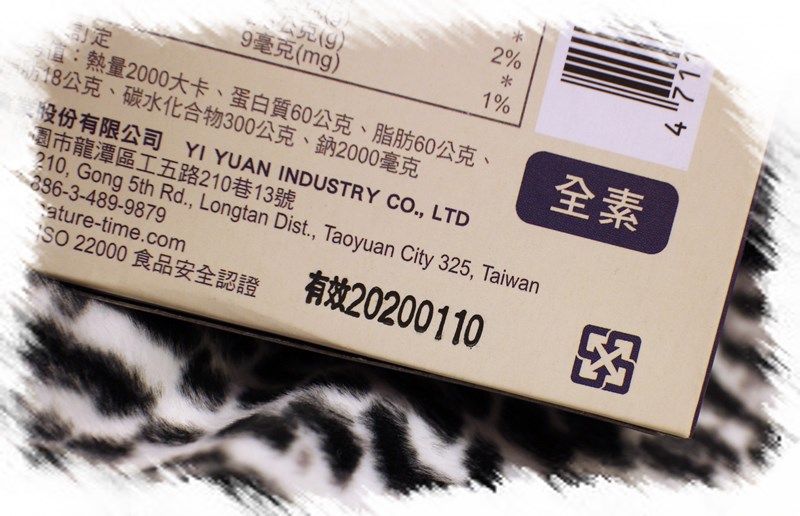 公克(g)
*
9毫克(mg)
2%
*
1%
值：熱量2000大卡、蛋白質60公克、脂肪60公克、
18公克、碳水化合物300公克、鈉2000毫克
股份有限公司 YI YUAN INDUSTRY CO., LTD
園市龍潭區工五路210巷13號
210, Gong 5th Rd., Longtan Dist., Taoyuan City 325, Taiwan
886-3-489-9879
nature-time.com
ISO 22000 食品安全認證
有效20200110
全素
4 71